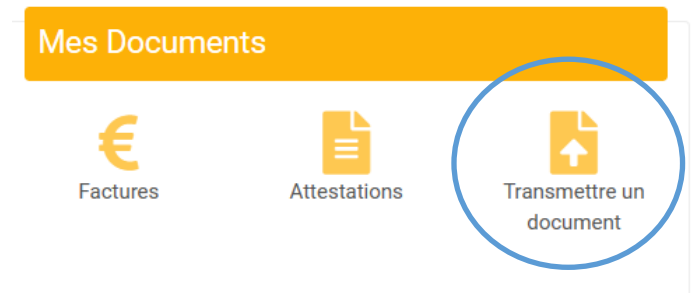 Mes Documents
Factures
Attestations
Transmettre un
document